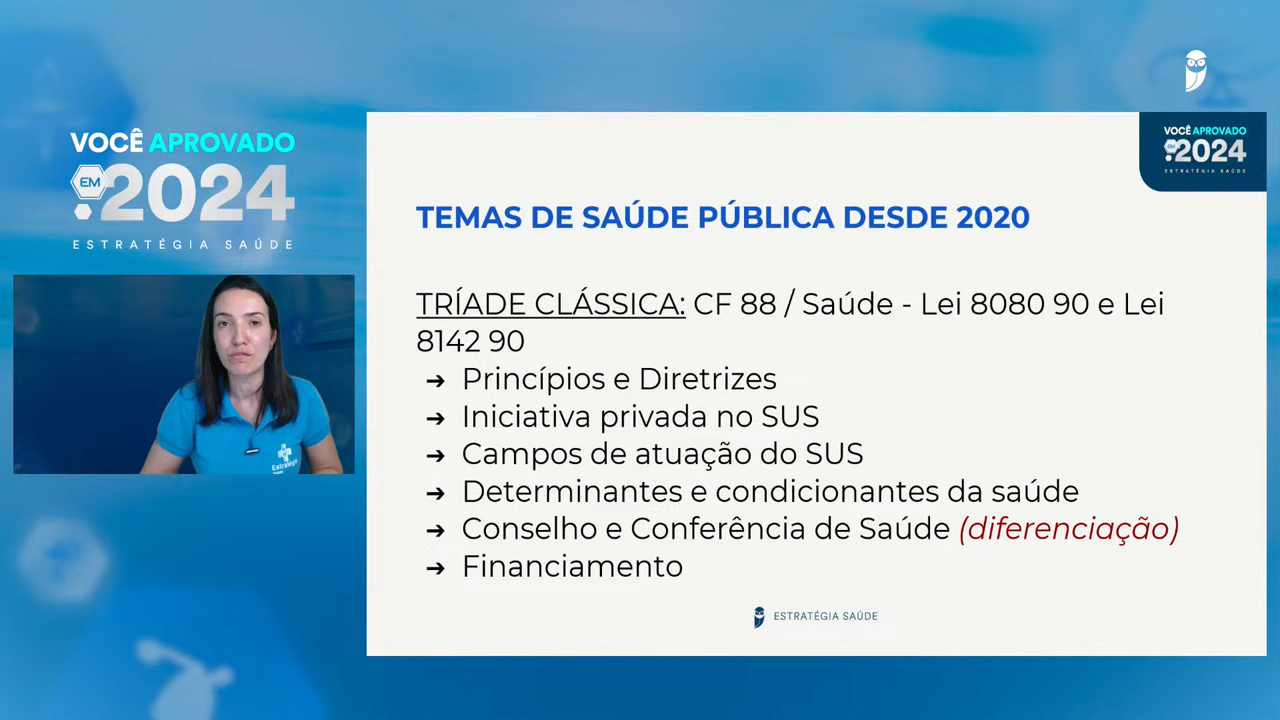 VOCÊ APROVADO
EM
2024
ESTRATÉGIA SAÚDE
VOCÊ APROVADO
EM
2024
ESTRATÉGIA SAÚDE
TEMAS DE SAÚDE PÚBLICA DESDE 2020
TRÍADE CLÁSSICA: CF 88 / Saúde - Lei 8080 90 e Lei
8142 90
➔ Princípios e Diretrizes
➔ Iniciativa privada no SUS
➔ Campos de atuação do SUS
➔ Determinantes e condicionantes da saúde
➔ Conselho e Conferência de Saúde (diferenciação)
➔ Financiamento
Estratégia
ESTRATÉGIA SAÚDE